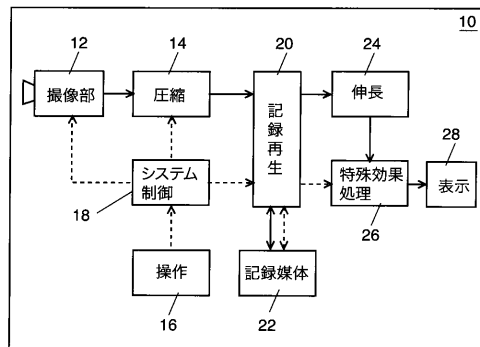 10
12
14
20
24
撮像部
圧縮
記録再生
伸長
28
システム
制御
特殊効果
処理
表示
18
26
操作
記録媒体
16
22